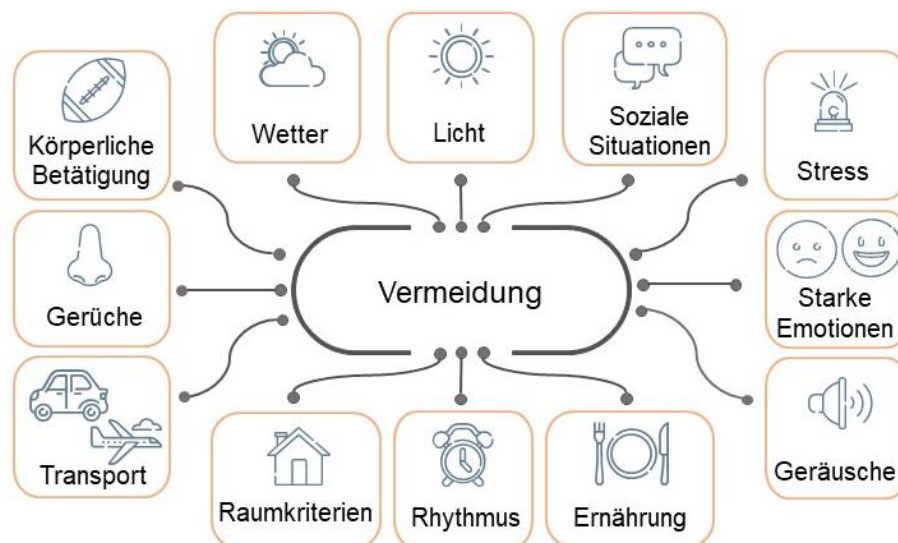 Wetter
Licht
Soziale
Situationen
Körperliche
Betätigung
Stress
Gerüche
Vermeidung
Starke
Emotionen
Transport
Raumkriterien
Rhythmus
Ernährung
Geräusche